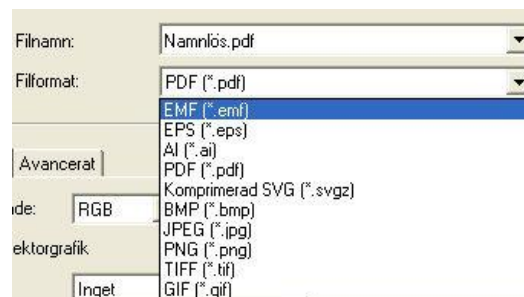 Filnamn: Namnlös.pdf
Filformat: PDF (*.pdf)
EMF (*.emf)
EPS (*.eps)
AI (*.ai)
Avancerat PDF (*.pdf)
Komprimerad SVG (*.svgz)
de: RGB BMP (*.bmp)
JPEG (*.jpg)
ektorgrafik PNG (*.png)
TIFF (*.tif)
Inget GIF (*.gif)